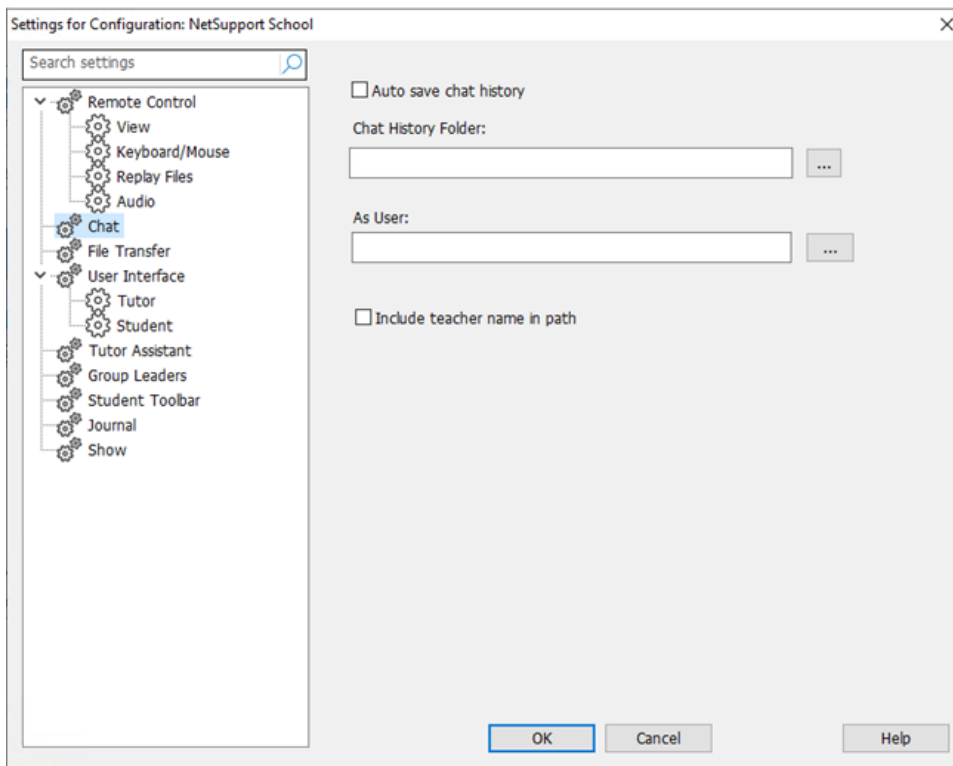 Settings for Configuration: NetSupport School
Search settings
Remote Control
View
Keyboard/Mouse
Replay Files
Audio
Chat
File Transfer
User Interface
Tutor
Student
Tutor Assistant
Group Leaders
Student Toolbar
Journal
Show
Auto save chat history
Chat History Folder:
...
As User:
...
Include teacher name in path
OK
Cancel
Help